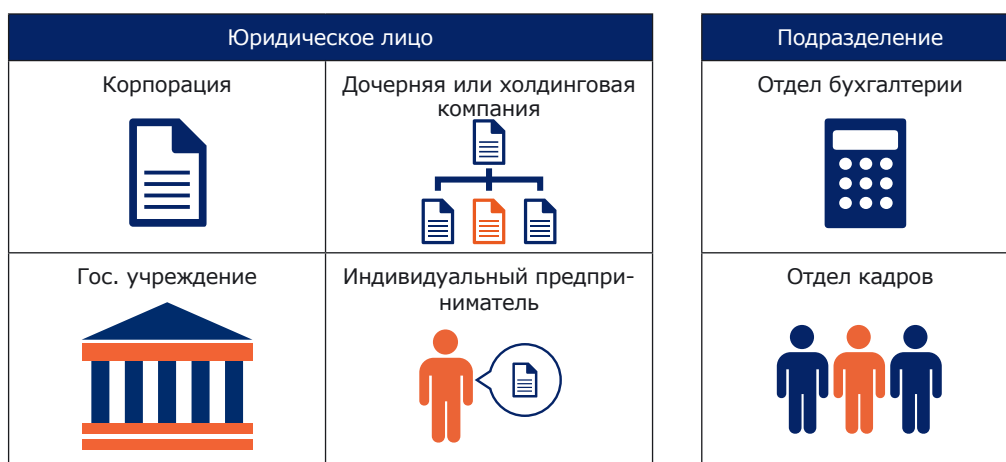 Юридическое лицо
Подразделение
Корпорация
Дочерняя или холдинговая
компания
Отдел бухгалтерии
Гос. учреждение
Индивидуальный предпри-
ниматель
Отдел кадров